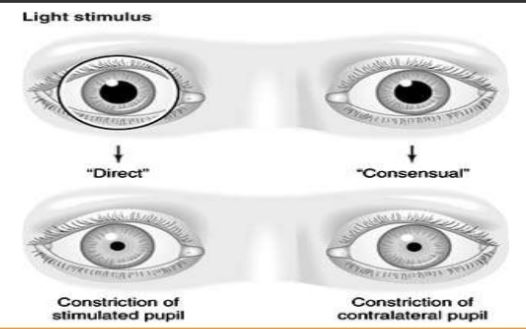 Light stimulus
"Direct"
"Consensual"
Constriction of
stimulated pupil
Constriction of
contralateral pupil